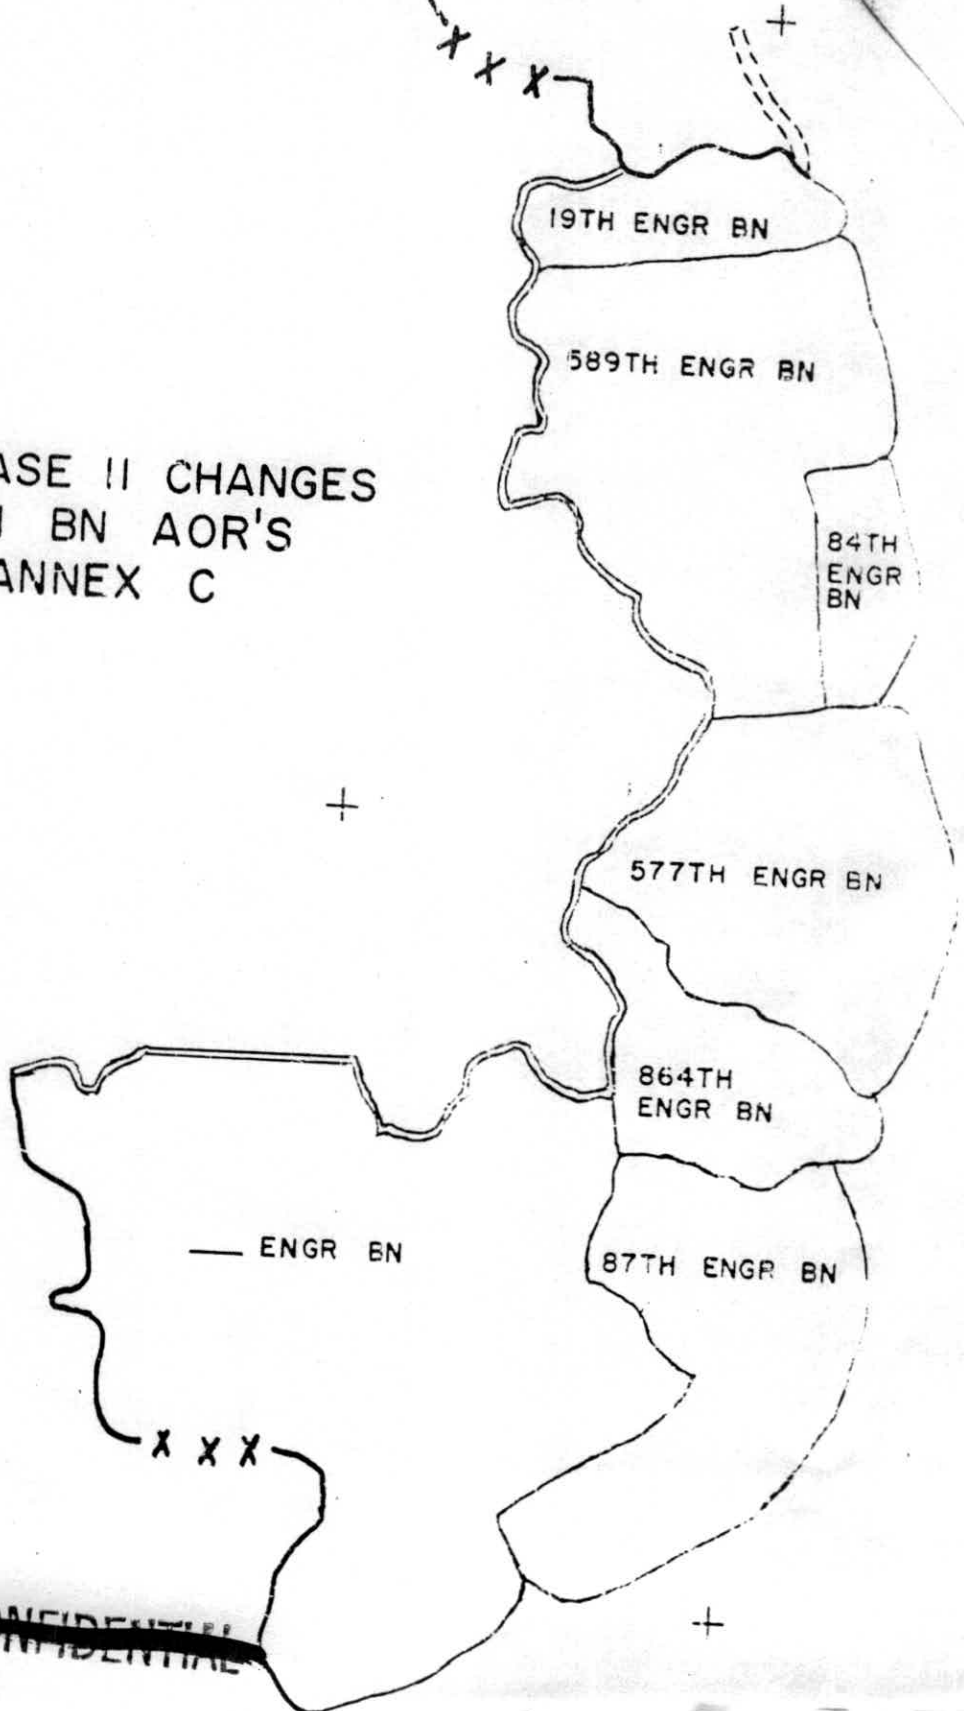 X X X
19TH ENGR BN
589TH ENGR BN
ASE II CHANGES
BN AOR'S
ANNEX C
84TH
ENGR
BN
577TH ENGR BN
864TH
ENGR BN
— ENGR BN
87TH ENGR BN
X X X
NFIDENTIAL